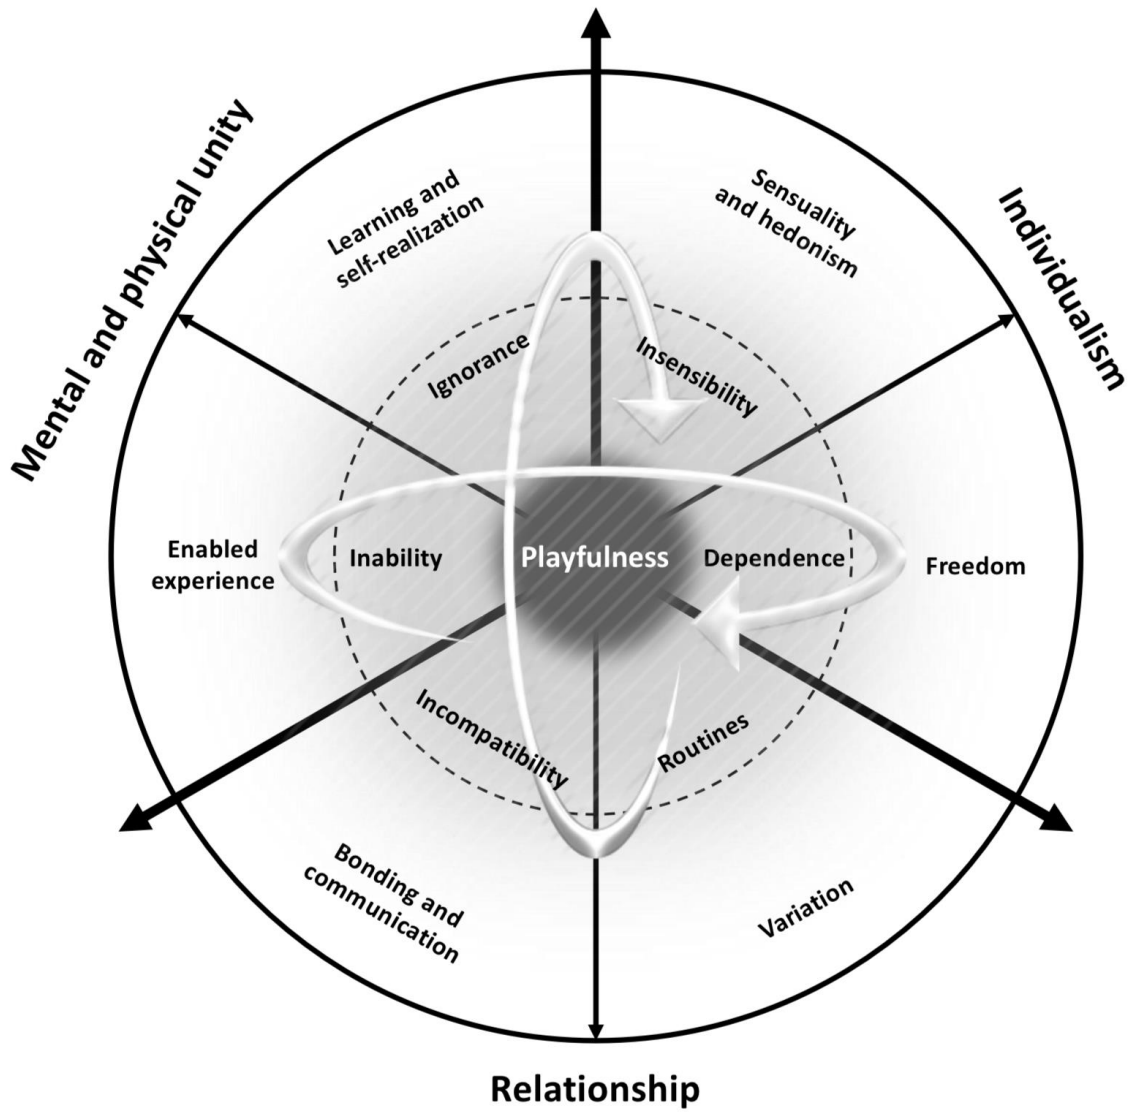 Mental and physical unity
Individualism
Learning and
self-realization
Sensuality
and hedonism
Ignorance
Insensibility
Enabled
experience
Inability
Playfulness
Dependence
Freedom
Incompatibility
Routines
Bonding and
communication
Variation
Relationship